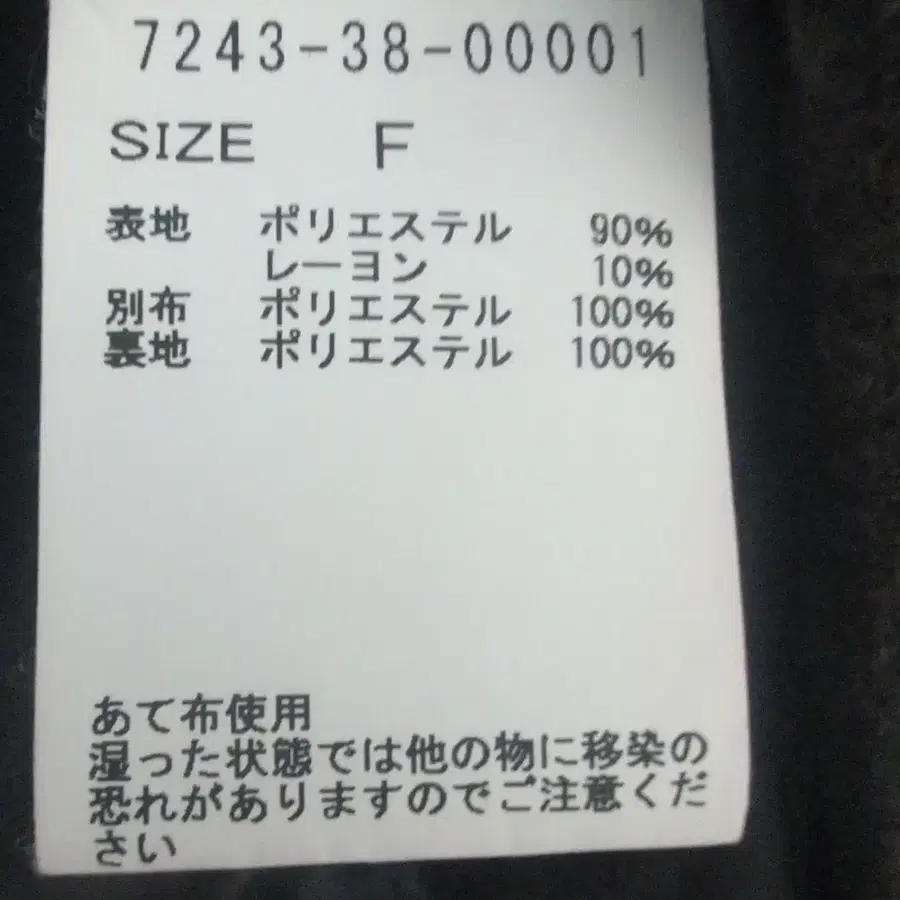 7243-38-00001
SIZE F
表地 ポリエステル 90%
レーヨン 10%
別布 ポリエステル 100%
裏地 ポリエステル 100%
あて布使用
湿った状態では他の物に移染の
恐れがありますのでご注意くだ
さい